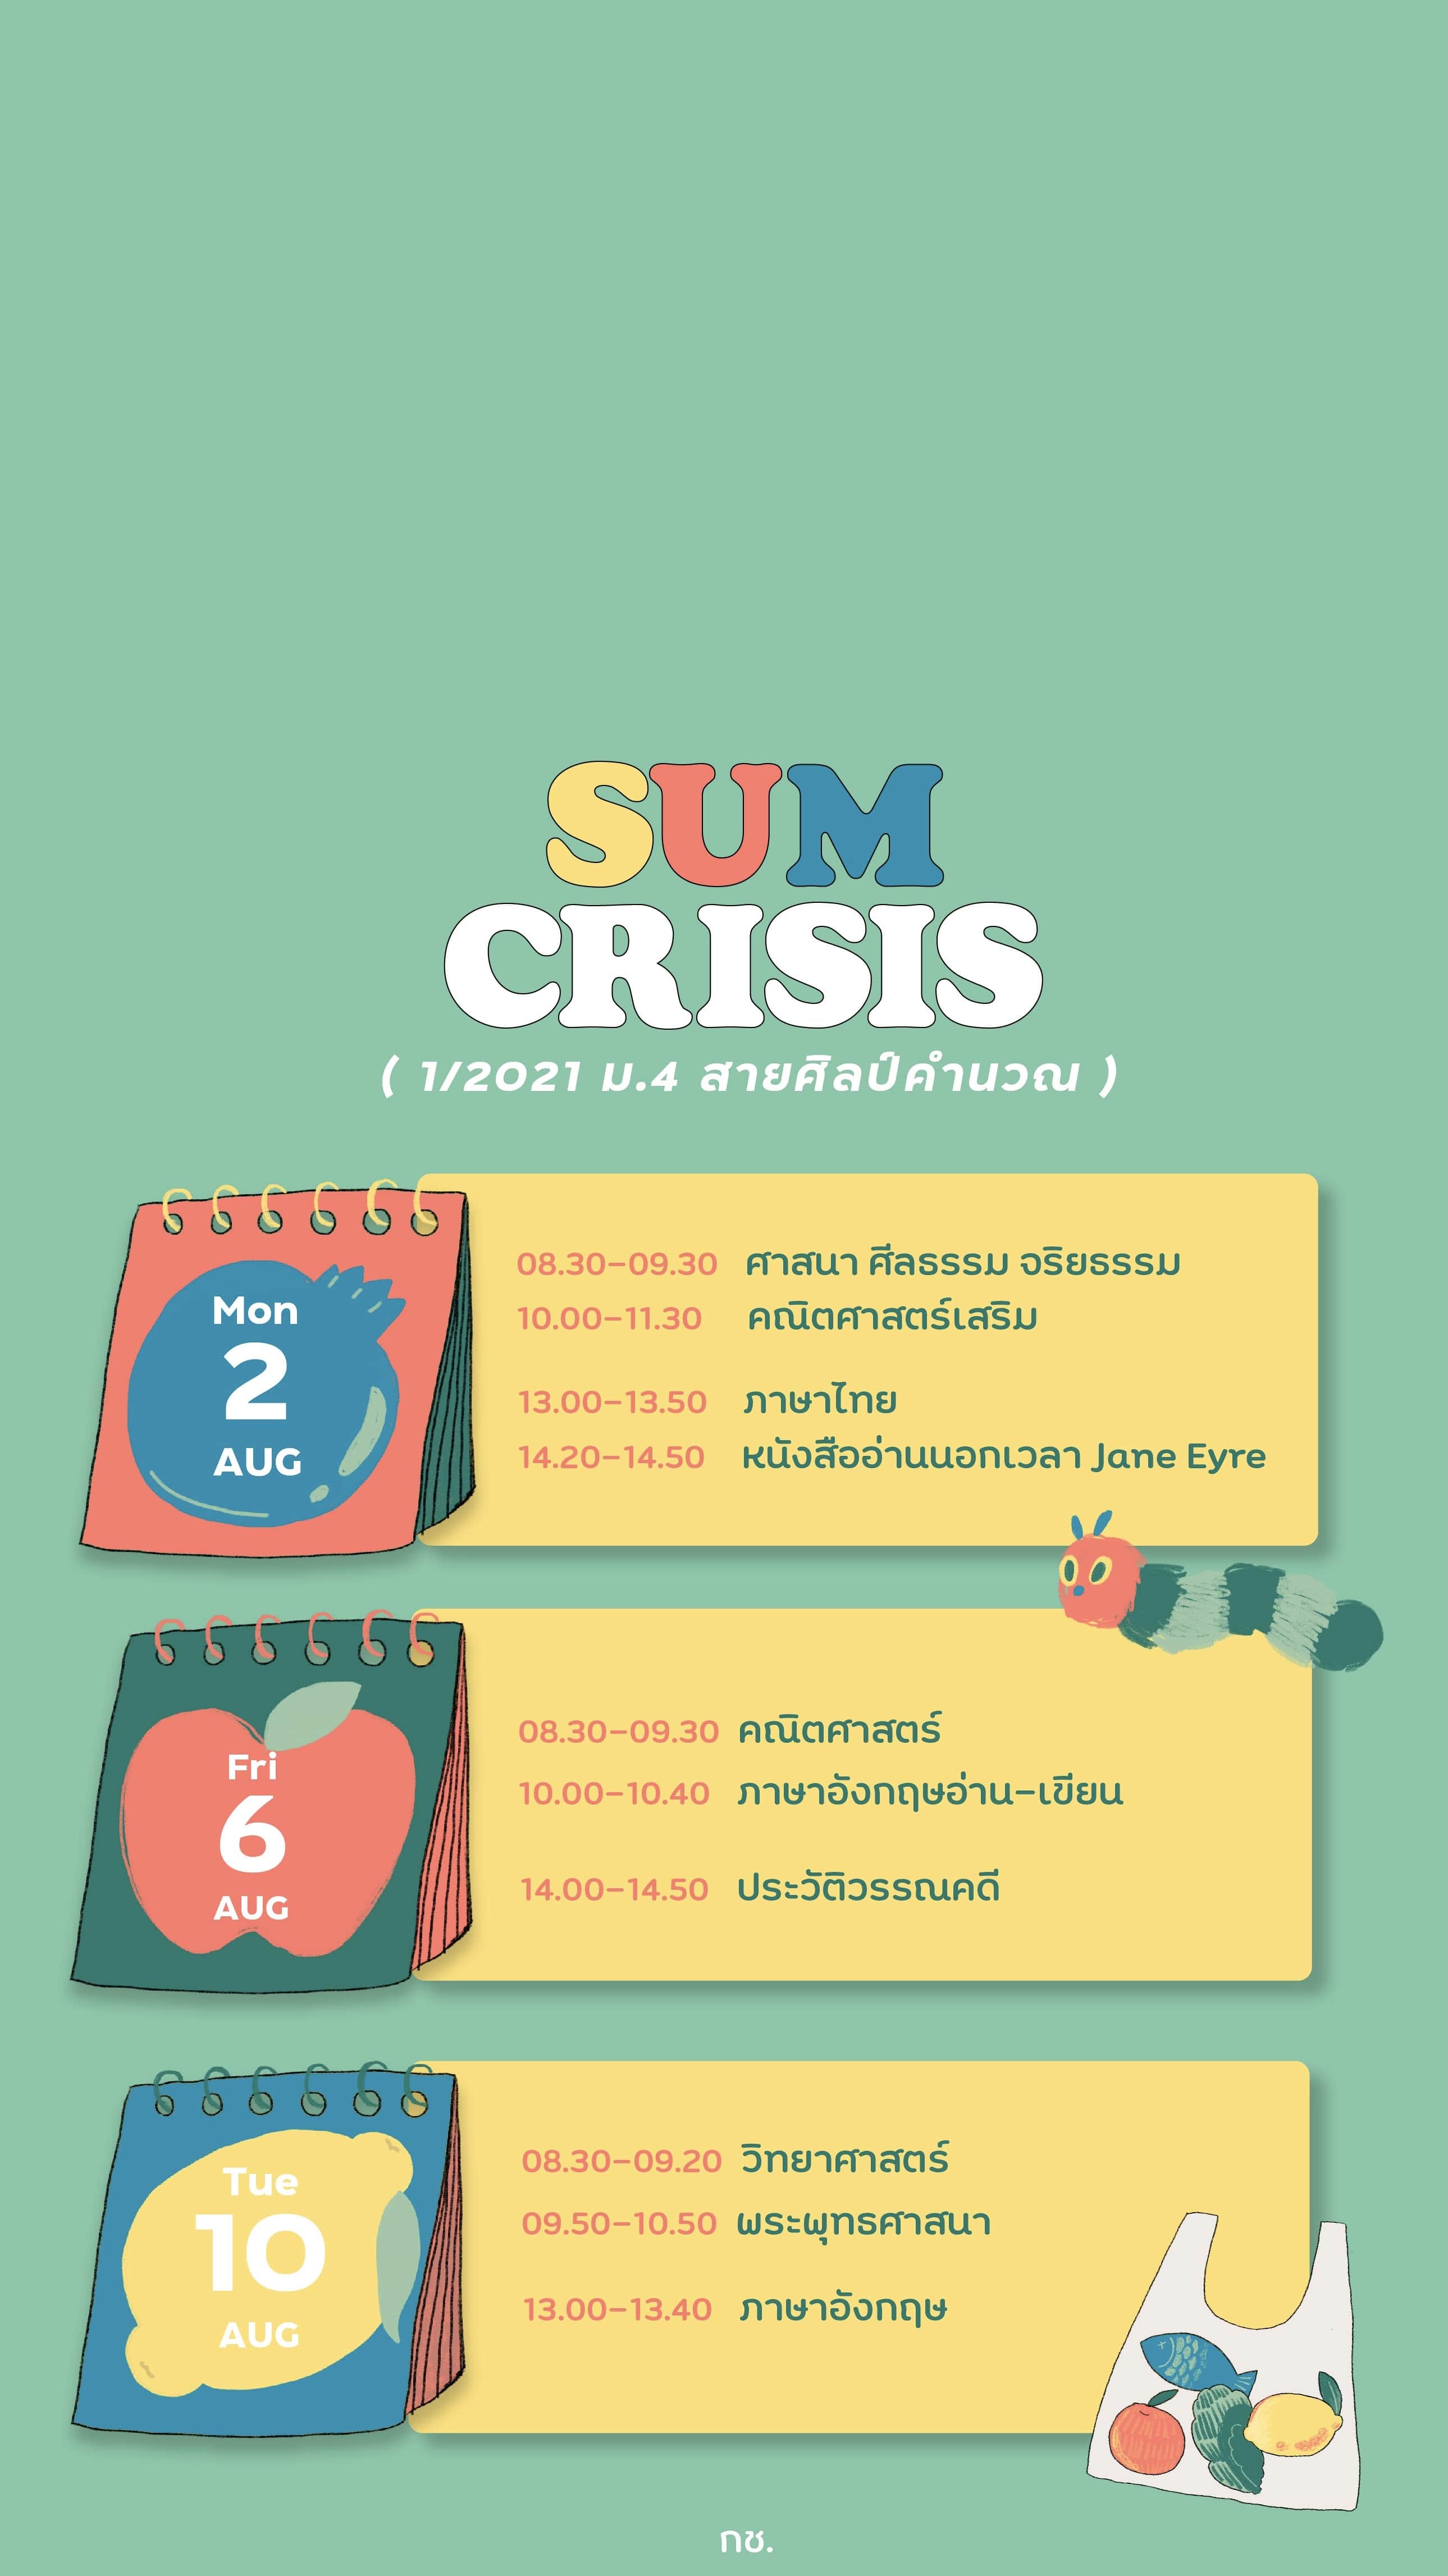 SUM
CRISIS
( 1/2021 ม.4 สายศิลป์คำนวณ )
Mon
2
AUG
08.30-09.30 ศาสนา ศีลธรรม จริยธรรม
10.00-11.30 คณิตศาสตร์เสริม
13.00-13.50 ภาษาไทย
14.20-14.50 หนังสืออ่านนอกเวลา Jane Eyre
Fri
6
AUG
08.30-09.30 คณิตศาสตร์
10.00-10.40 ภาษาอังกฤษอ่าน-เขียน
14.00-14.50 ประวัติวรรณคดี
Tue
10
AUG
08.30-09.20 วิทยาศาสตร์
09.50-10.50 พระพุทธศาสนา
13.00-13.40 ภาษาอังกฤษ
กช.